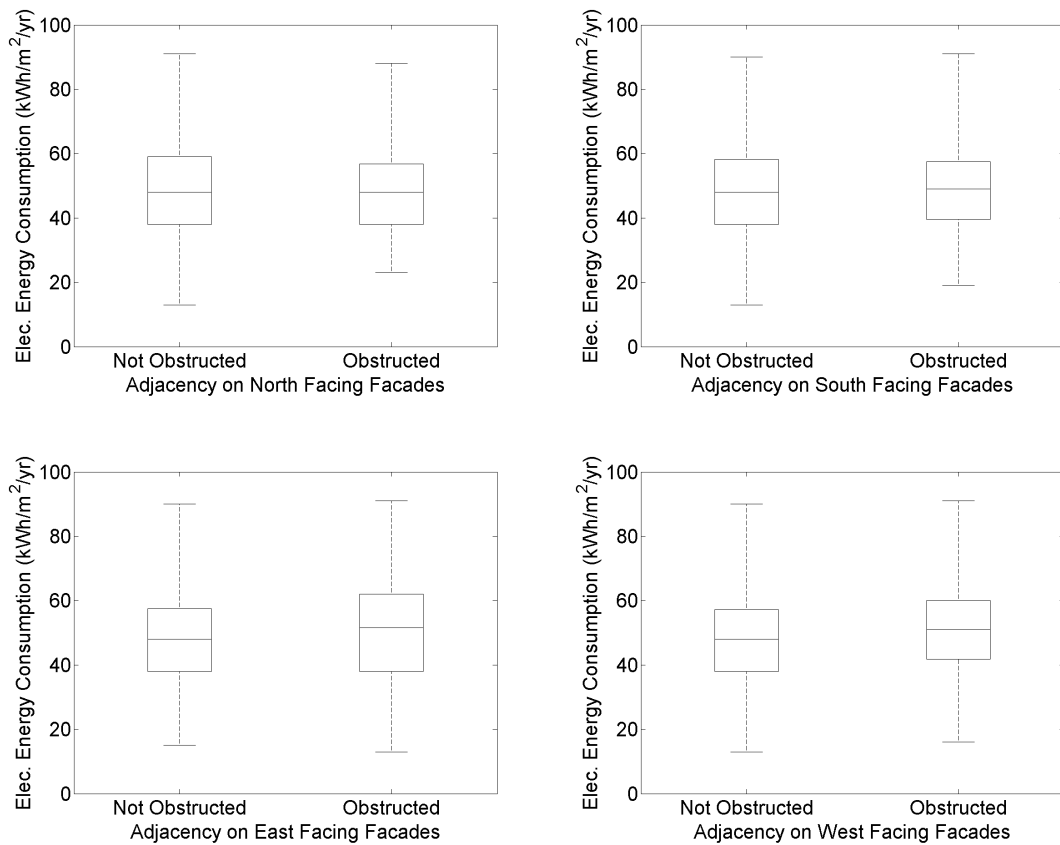 Elec. Energy Consumption (kWh/m²/yr)
100
80
60
40
20
0
Not Obstructed
Obstructed
Adjacency on North Facing Facades
Elec. Energy Consumption (kWh/m²/yr)
100
80
60
40
20
0
Not Obstructed
Obstructed
Adjacency on South Facing Facades
Elec. Energy Consumption (kWh/m²/yr)
100
80
60
40
20
0
Not Obstructed
Obstructed
Adjacency on East Facing Facades
Elec. Energy Consumption (kWh/m²/yr)
100
80
60
40
20
0
Not Obstructed
Obstructed
Adjacency on West Facing Facades